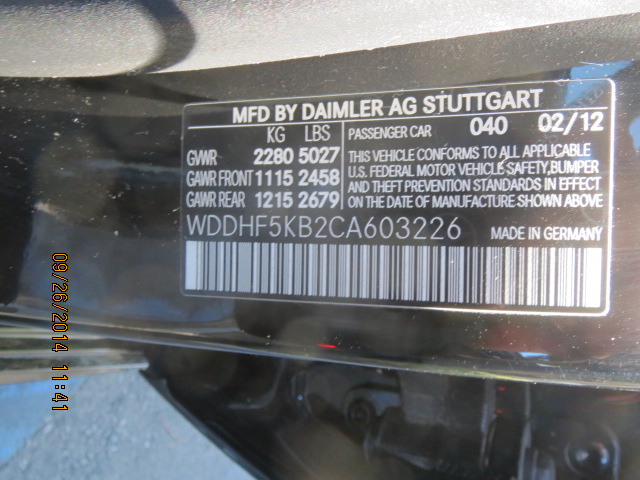 MFD BY DAIMLER AG STUTTGART
KG LBS
GVWR 2280 5027
GAWR FRONT 1115 2458
GAWR REAR 1215 2679
PASSENGER CAR 040 02/12
THIS VEHICLE CONFORMS TO ALL APPLICABLE
U.S. FEDERAL MOTOR VEHICLE SAFETY, BUMPER
AND THEFT PREVENTION STANDARDS IN EFFECT
ON THE DATE OF MANUFACTURE SHOWN ABOVE
WDDHF5KB2CA603226
MADE IN GERMANY
09/26/2014 11:41